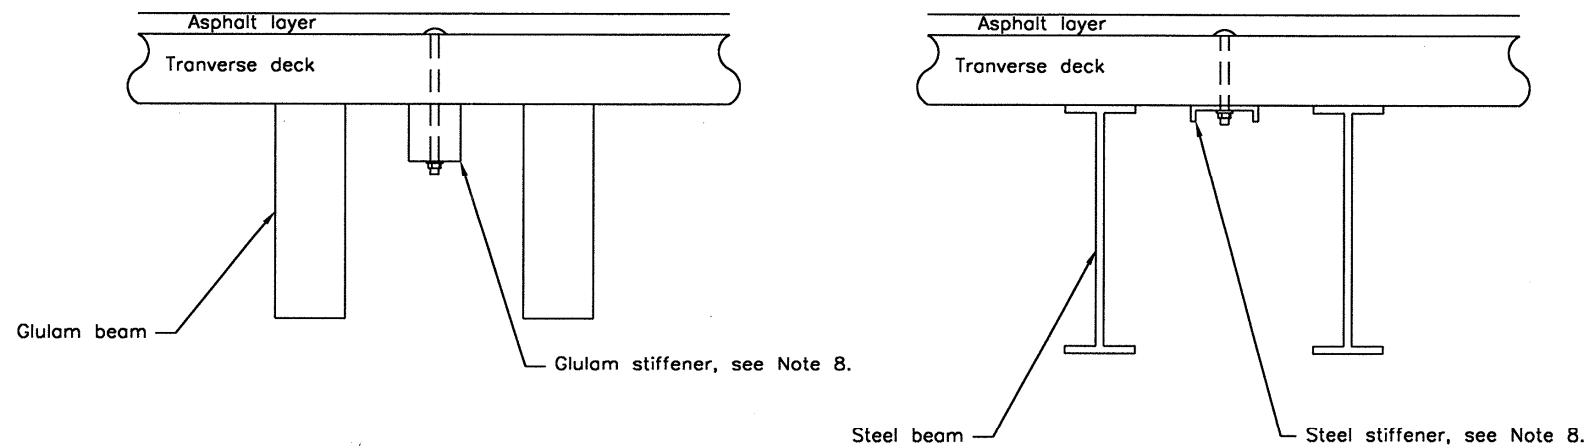 Asphalt layer
Tranverse deck
Glulam beam
Glulam stiffener, see Note 8.
Asphalt layer
Tranverse deck
Steel beam
Steel stiffener, see Note 8.